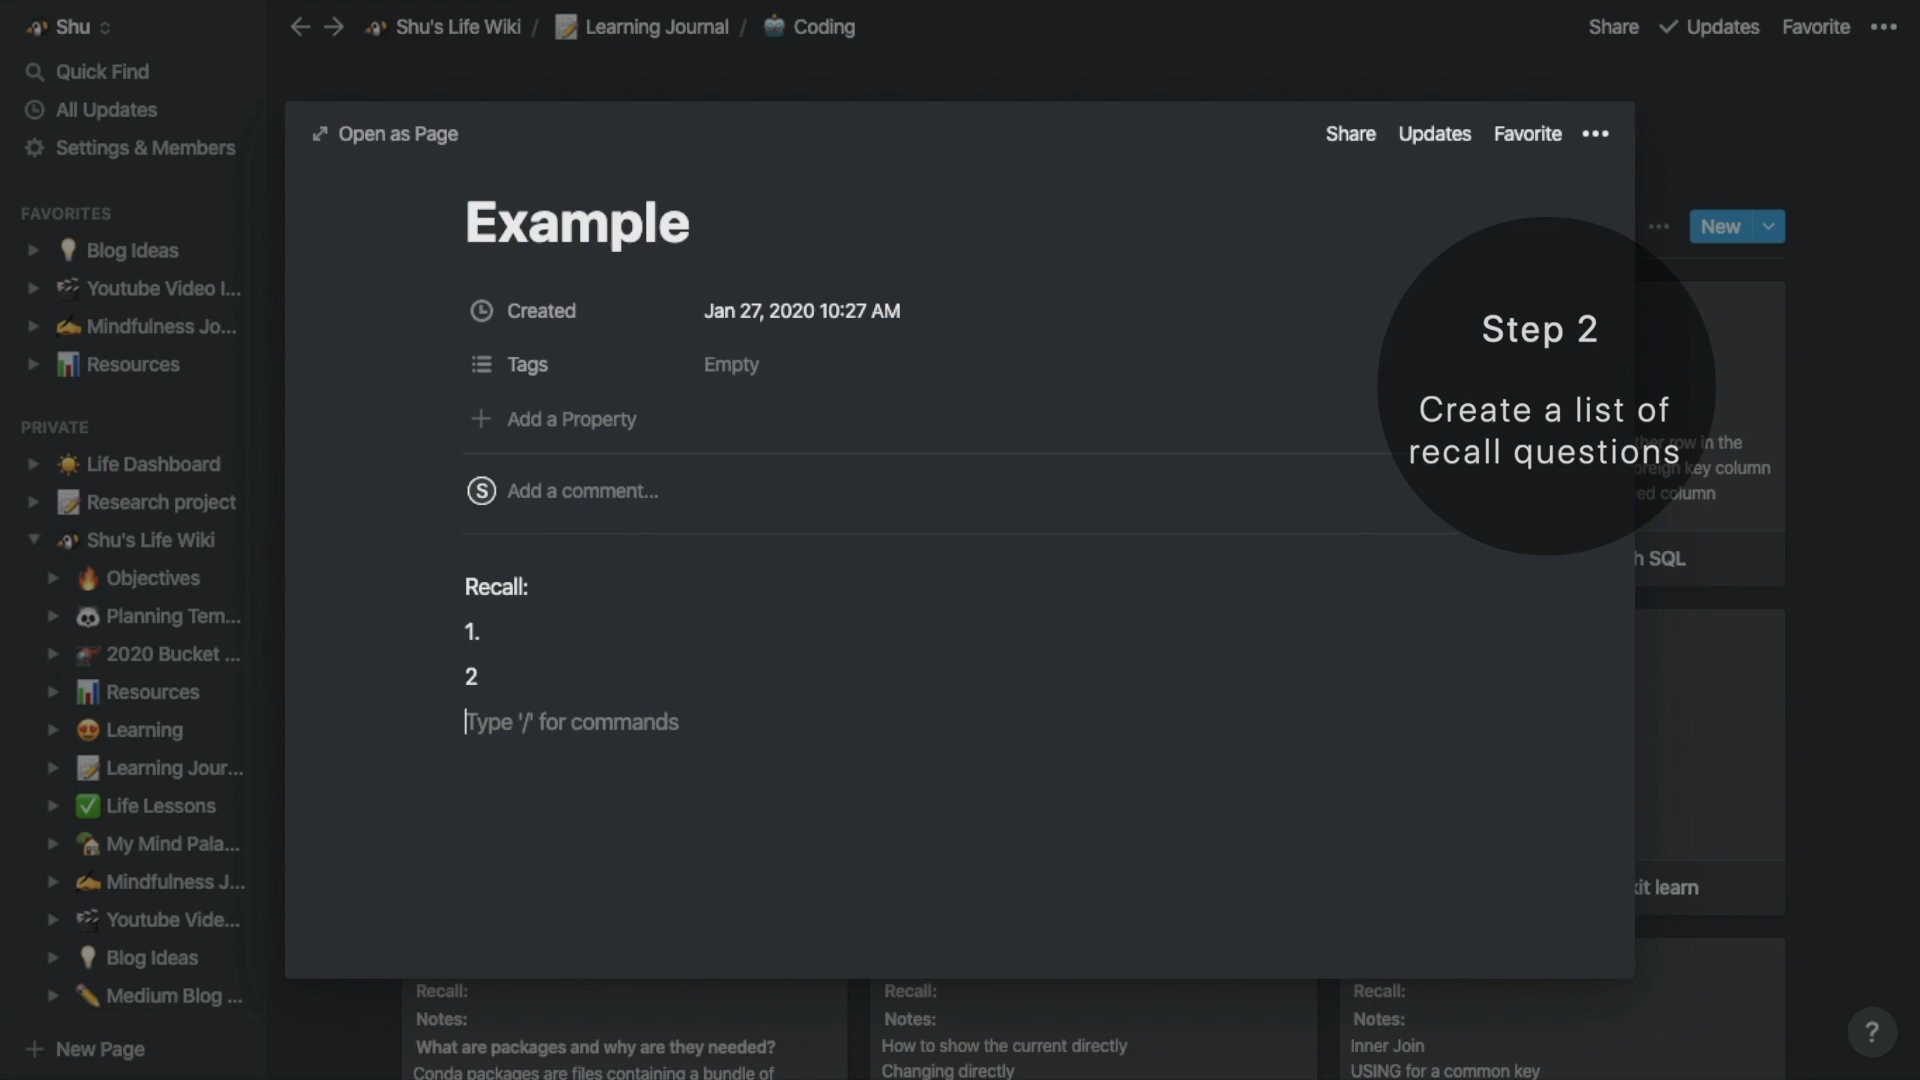 Shu
Shu's Life Wiki / Learning Journal / Coding
Share Updates Favorite
Quick Find
All Updates
Settings & Members
FAVORITES
Blog Ideas
Youtube Video I...
Mindfulness Jo...
Resources
PRIVATE
Life Dashboard
Research project
Shu's Life Wiki
Objectives
Planning Tem...
2020 Bucket ...
Resources
Learning
Learning Jour...
Life Lessons
My Mind Pala...
Mindfulness J...
Youtube Vide...
Blog Ideas
Medium Blog ...
New Page
Open as Page
Share Updates Favorite
Example
Created Jan 27, 2020 10:27 AM
Tags Empty
Add a Property
S Add a comment...
Recall:
1.
2
Type '/' for commands
New
Step 2
Create a list of
recall questions
row in the
key column
column
SQL
learn
Recall:
Notes:
What are packages and why are they needed?
Conda packages are files containing a bundle of
Recall:
Notes:
How to show the current directly
Changing directly
Recall:
Notes:
Inner Join
USING for a common key
?